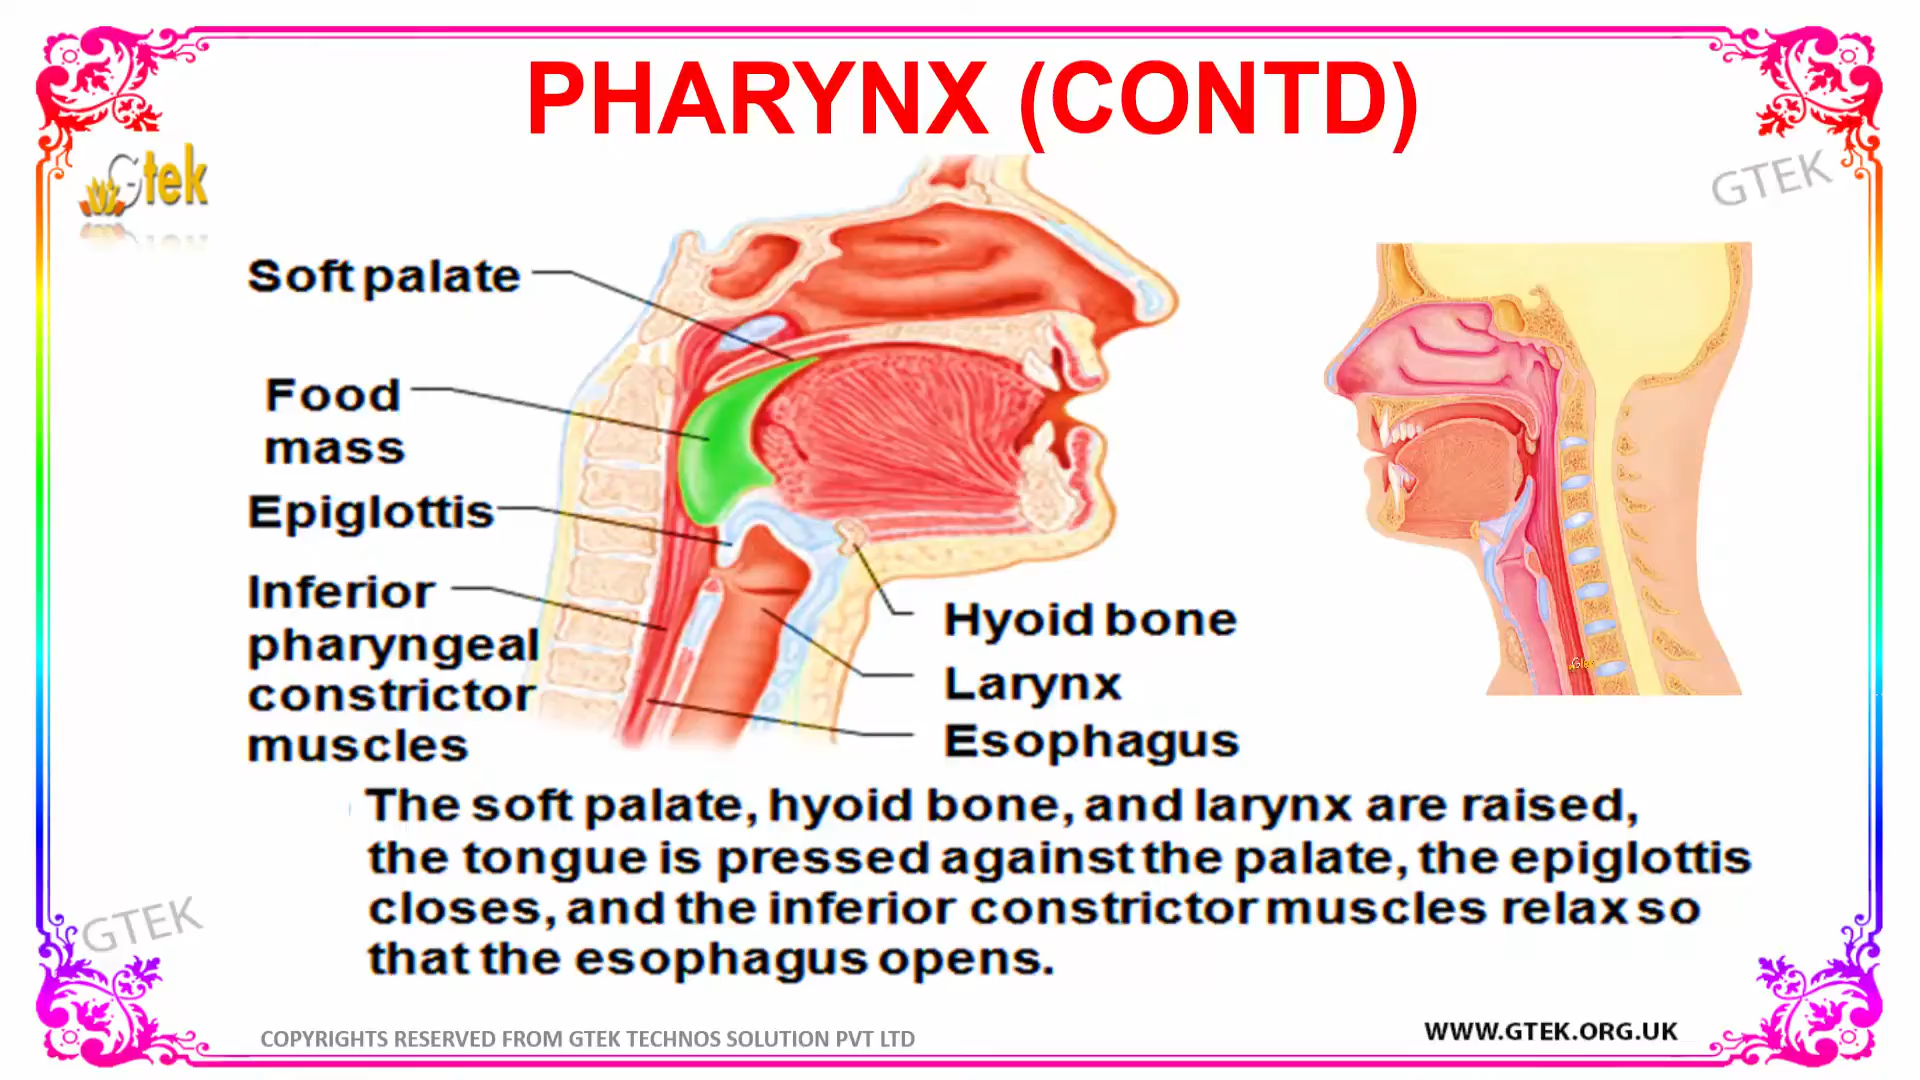 PHARYNX (CONTD)
Gtek
GTEK
Soft palate
Food
mass
Epiglottis
Inferior
pharyngeal
constrictor
muscles
Hyoid bone
Larynx
Esophagus
Gtek
The soft palate, hyoid bone, and larynx are raised,
the tongue is pressed against the palate, the epiglottis
closes, and the inferior constrictor muscles relax so
that the esophagus opens.
GTEK
COPYRIGHTS RESERVED FROM GTEK TECHNOS SOLUTION PVT LTD
WWW.GTEK.ORG.UK